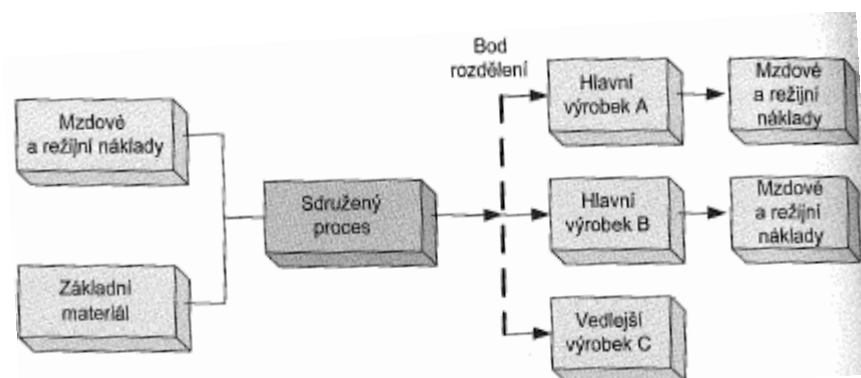 Mzdové
a režijní náklady
Základní
materiál
Sdružený
proces
Bod
rozdělení
Hlavní
výrobek A
Mzdové
a režijní
náklady
Hlavní
výrobek B
Mzdové
a režijní
náklady
Vedlejší
výrobek C